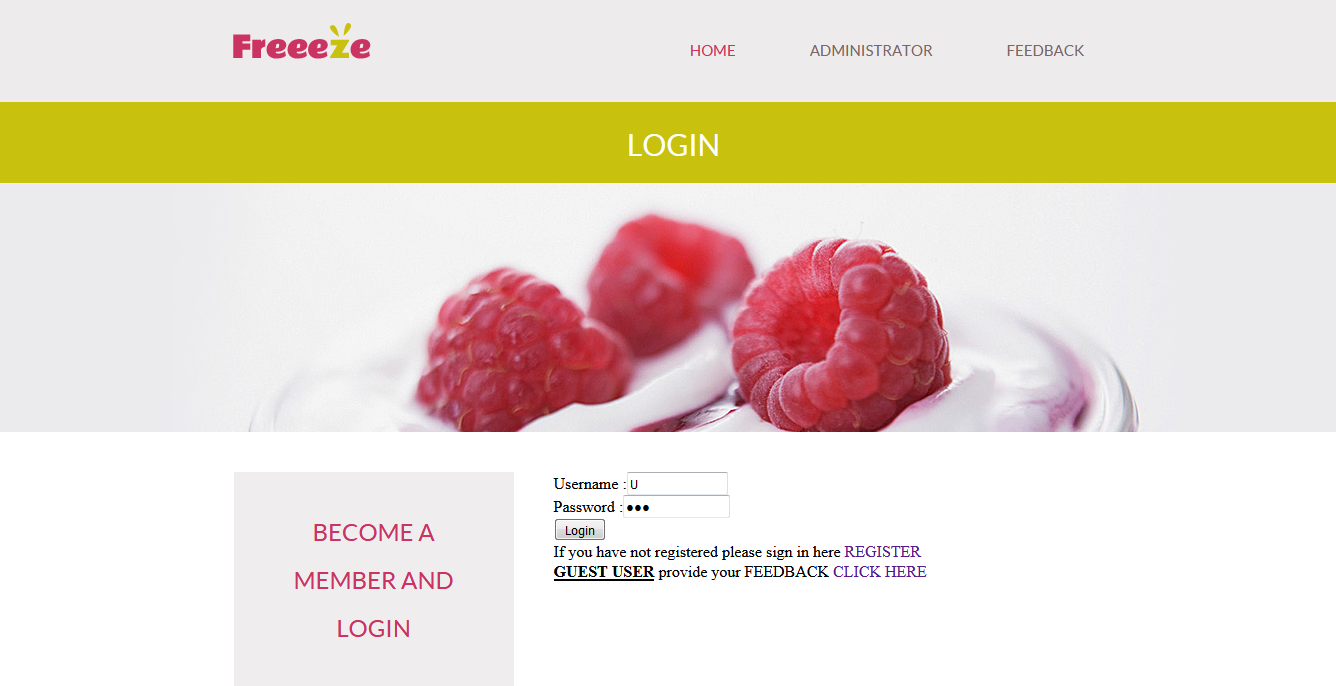 Freeeze
HOME ADMINISTRATOR FEEDBACK
LOGIN
BECOME A
MEMBER AND
LOGIN
Username : U
Password : •••
Login
If you have not registered please sign in here REGISTER
GUEST USER provide your FEEDBACK CLICK HERE